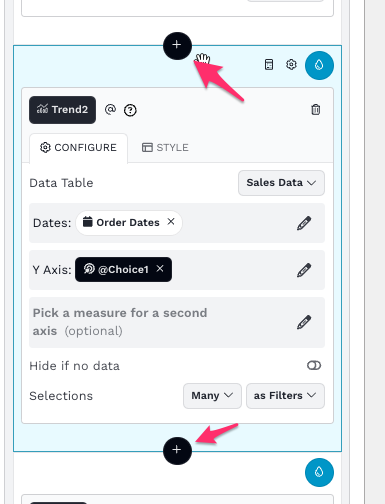 Trend2
CONFIGURE
STYLE
Data Table
Sales Data
Dates:
Order Dates
Y Axis:
@Choice1
Pick a measure for a second
axis (optional)
Hide if no data
Selections
Many
as Filters